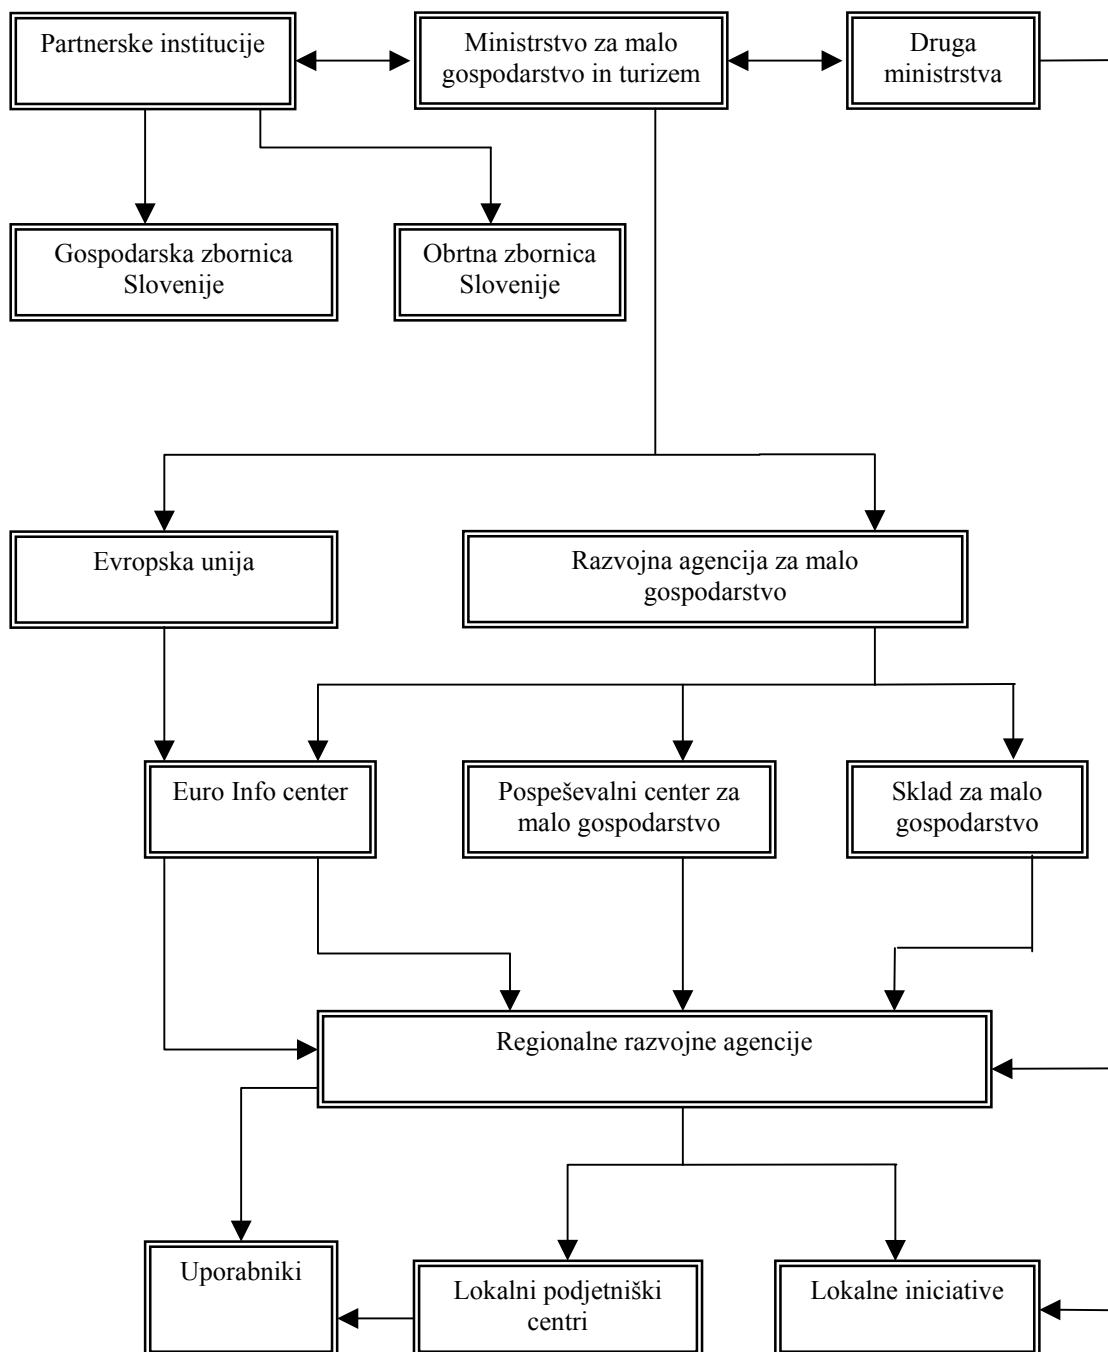 Partnerske institucije
Ministrstvo za malo
gospodarstvo in turizem
Druga
ministrstva
Gospodarska zbornica
Slovenije
Obrtna zbornica
Slovenije
Evropska unija
Razvojna agencija za malo
gospodarstvo
Euro Info center
Pospeševalni center za
malo gospodarstvo
Sklad za malo
gospodarstvo
Regionalne razvojne agencije
Uporabniki
Lokalni podjetniški
centri
Lokalne iniciative